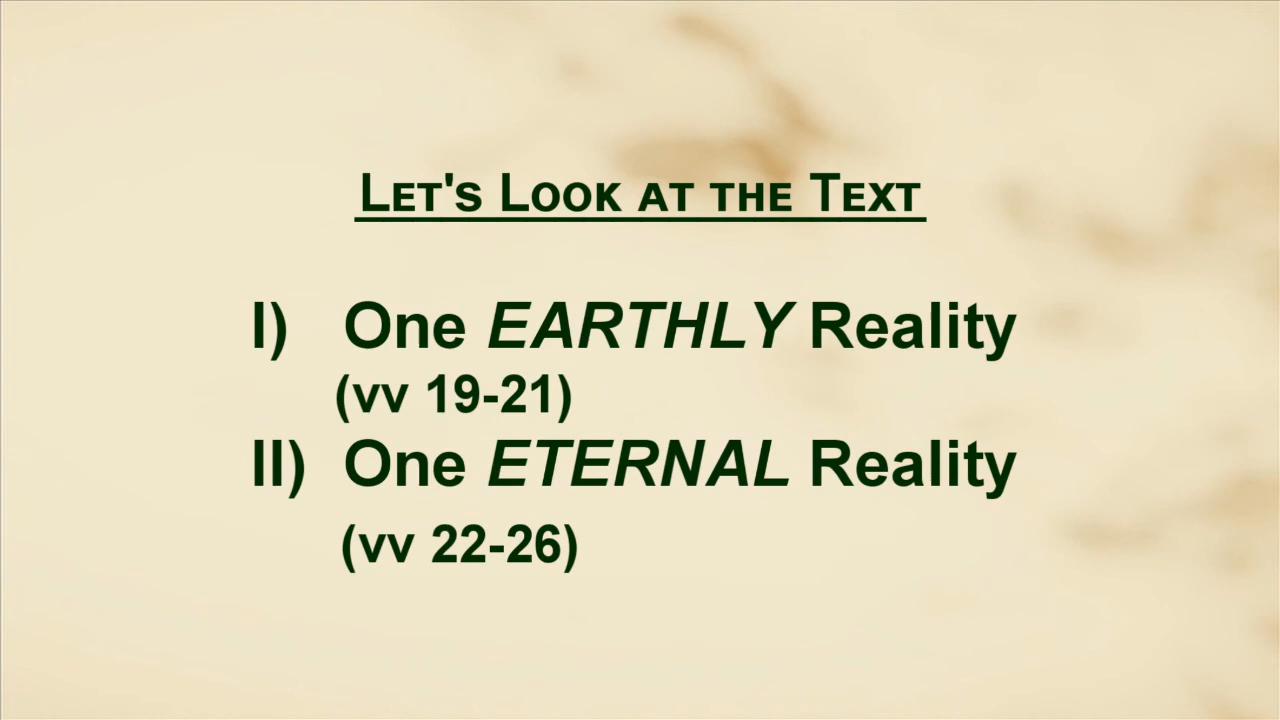 Let's Look at the Text
I) One EARTHLY Reality
(vv 19-21)
II) One ETERNAL Reality
(vv 22-26)